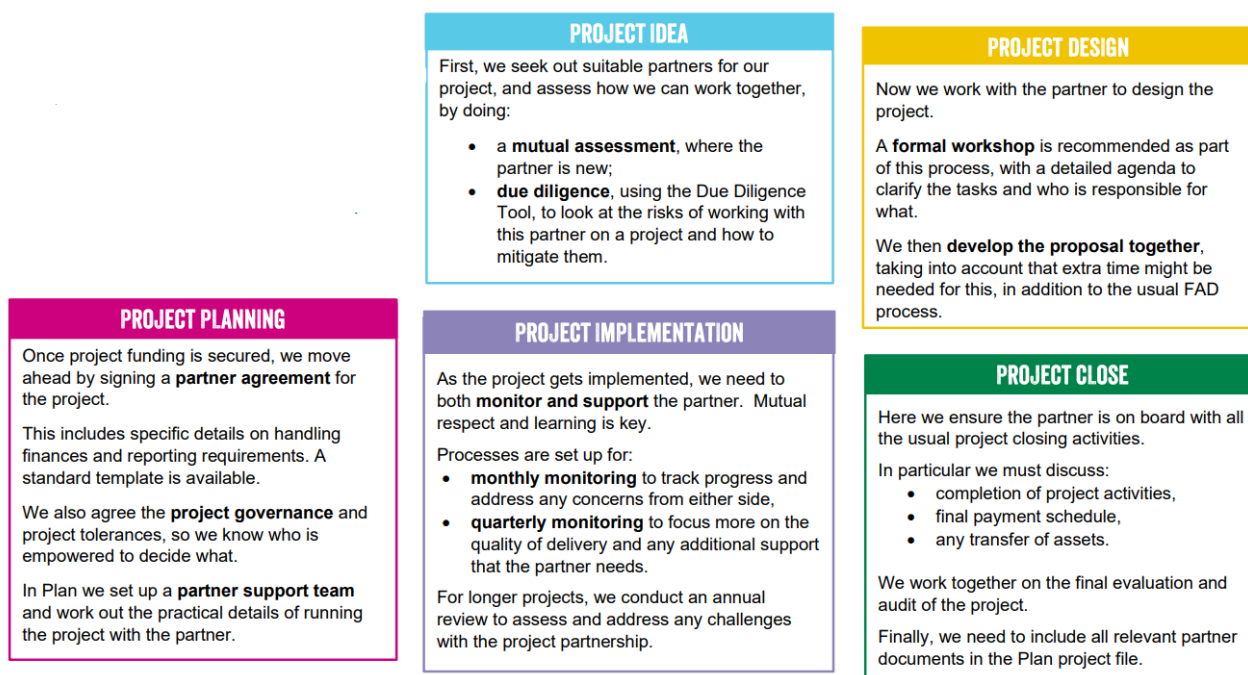 PROJECT IDEA
First, we seek out suitable partners for our
project, and assess how we can work together,
by doing:
• a mutual assessment, where the
partner is new;
• due diligence, using the Due Diligence
Tool, to look at the risks of working with
this partner on a project and how to
mitigate them.
PROJECT DESIGN
Now we work with the partner to design the
project.
A formal workshop is recommended as part
of this process, with a detailed agenda to
clarify the tasks and who is responsible for
what.
We then develop the proposal together,
taking into account that extra time might be
needed for this, in addition to the usual FAD
process.
PROJECT PLANNING
Once project funding is secured, we move
ahead by signing a partner agreement for
the project.
This includes specific details on handling
finances and reporting requirements. A
standard template is available.
We also agree the project governance and
project tolerances, so we know who is
empowered to decide what.
In Plan we set up a partner support team
and work out the practical details of running
the project with the partner.
PROJECT IMPLEMENTATION
As the project gets implemented, we need to
both monitor and support the partner. Mutual
respect and learning is key.
Processes are set up for:
• monthly monitoring to track progress and
address any concerns from either side,
• quarterly monitoring to focus more on the
quality of delivery and any additional support
that the partner needs.
For longer projects, we conduct an annual
review to assess and address any challenges
with the project partnership.
PROJECT CLOSE
Here we ensure the partner is on board with all
the usual project closing activities.
In particular we must discuss:
• completion of project activities,
• final payment schedule,
• any transfer of assets.
We work together on the final evaluation and
audit of the project.
Finally, we need to include all relevant partner
documents in the Plan project file.